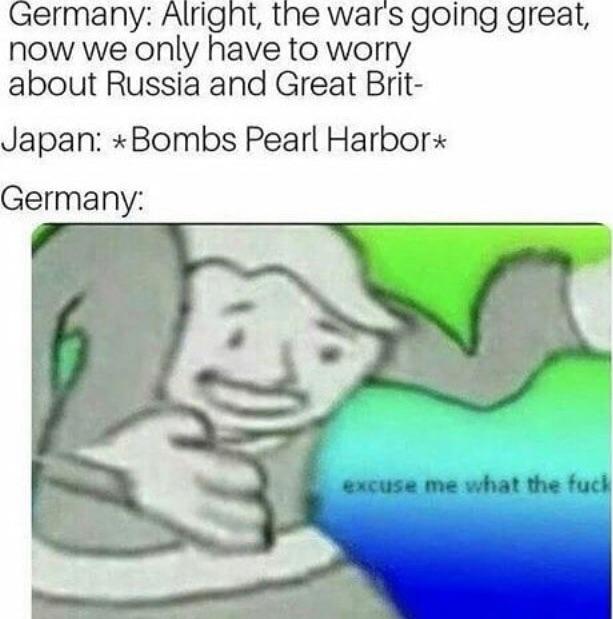 Germany: Alright, the war's going great,
now we only have to worry
about Russia and Great Brit-
Japan: *Bombs Pearl Harbor*
Germany:
excuse me what the fuck